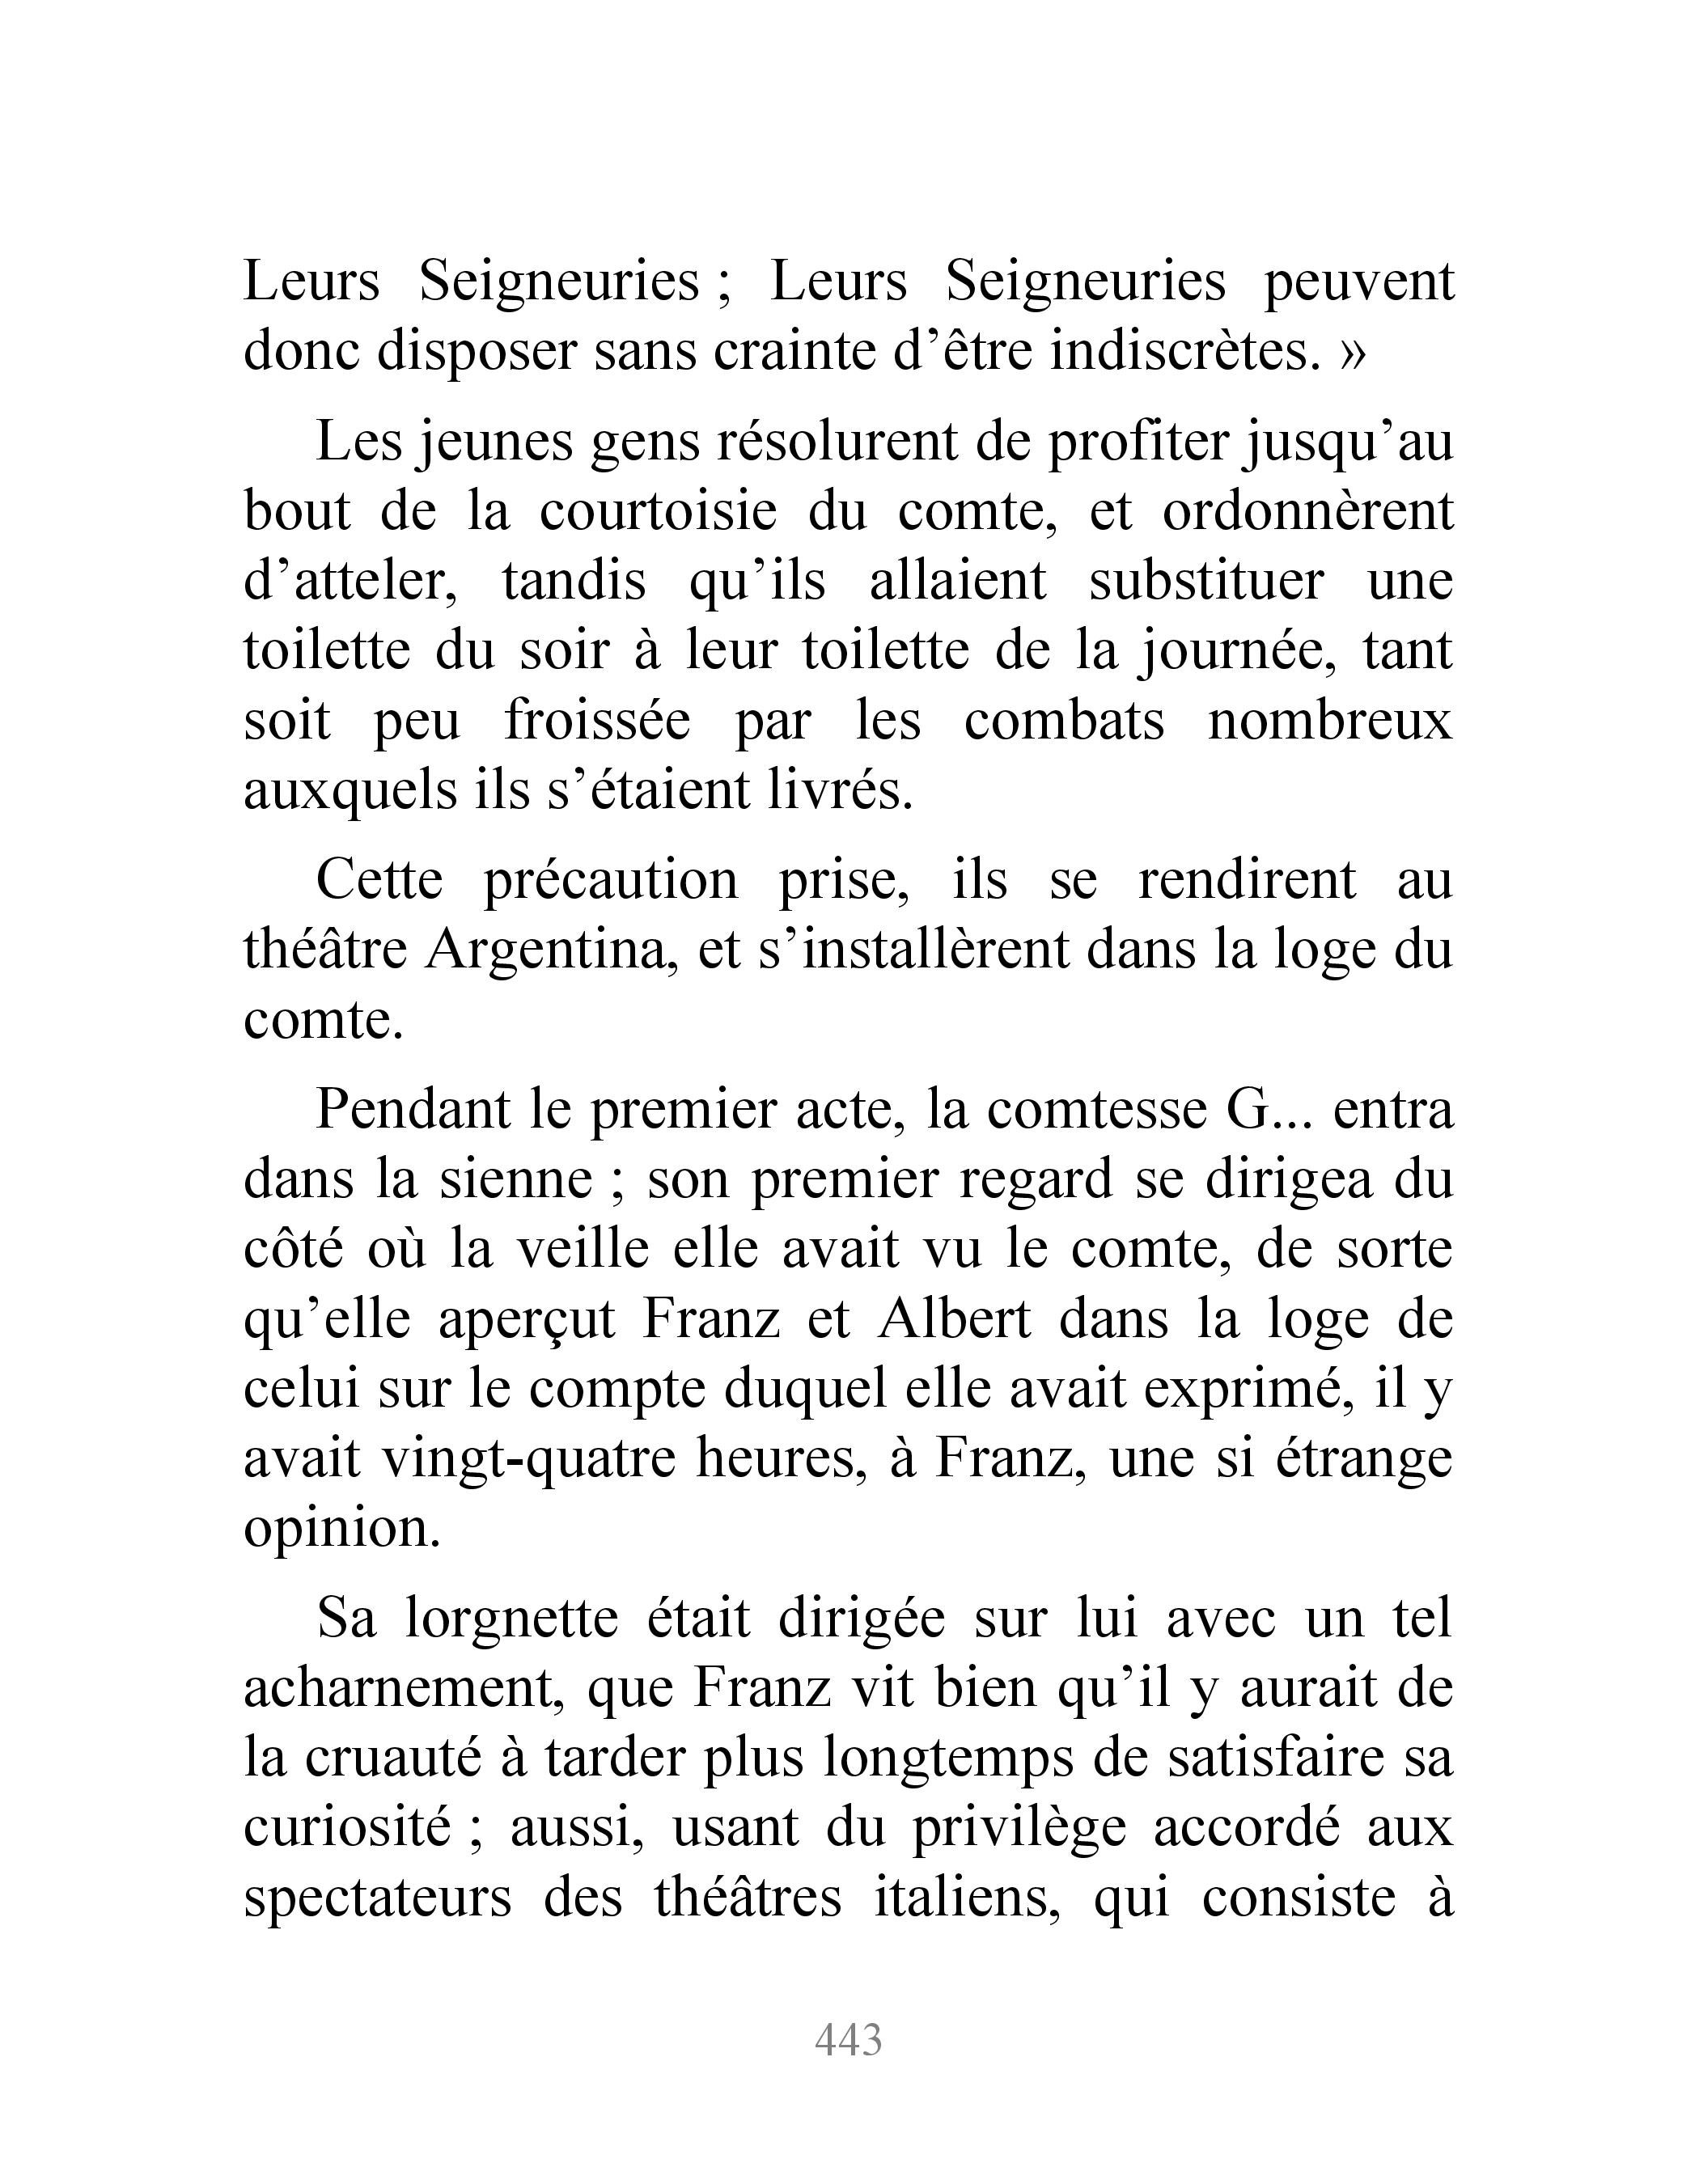 Leurs Seigneuries ; Leurs Seigneuries peuvent
donc disposer sans crainte d’être indiscrètes. »
Les jeunes gens résolurent de profiter jusqu’au
bout de la courtoisie du comte, et ordonnèrent
d’atteler, tandis qu’ils allaient substituer une
toilette du soir à leur toilette de la journée, tant
soit peu froissée par les combats nombreux
auxquels ils s’étaient livrés.
Cette précaution prise, ils se rendirent au
théâtre Argentina, et s’installèrent dans la loge du
comte.
Pendant le premier acte, la comtesse G... entra
dans la sienne ; son premier regard se dirigea du
côté où la veille elle avait vu le comte, de sorte
qu’elle aperçut Franz et Albert dans la loge de
celui sur le compte duquel elle avait exprimé, il y
avait vingt-quatre heures, à Franz, une si étrange
opinion.
Sa lorgnette était dirigée sur lui avec un tel
acharnement, que Franz vit bien qu’il y aurait de
la cruauté à tarder plus longtemps de satisfaire sa
curiosité ; aussi, usant du privilège accordé aux
spectateurs des théâtres italiens, qui consiste à
443